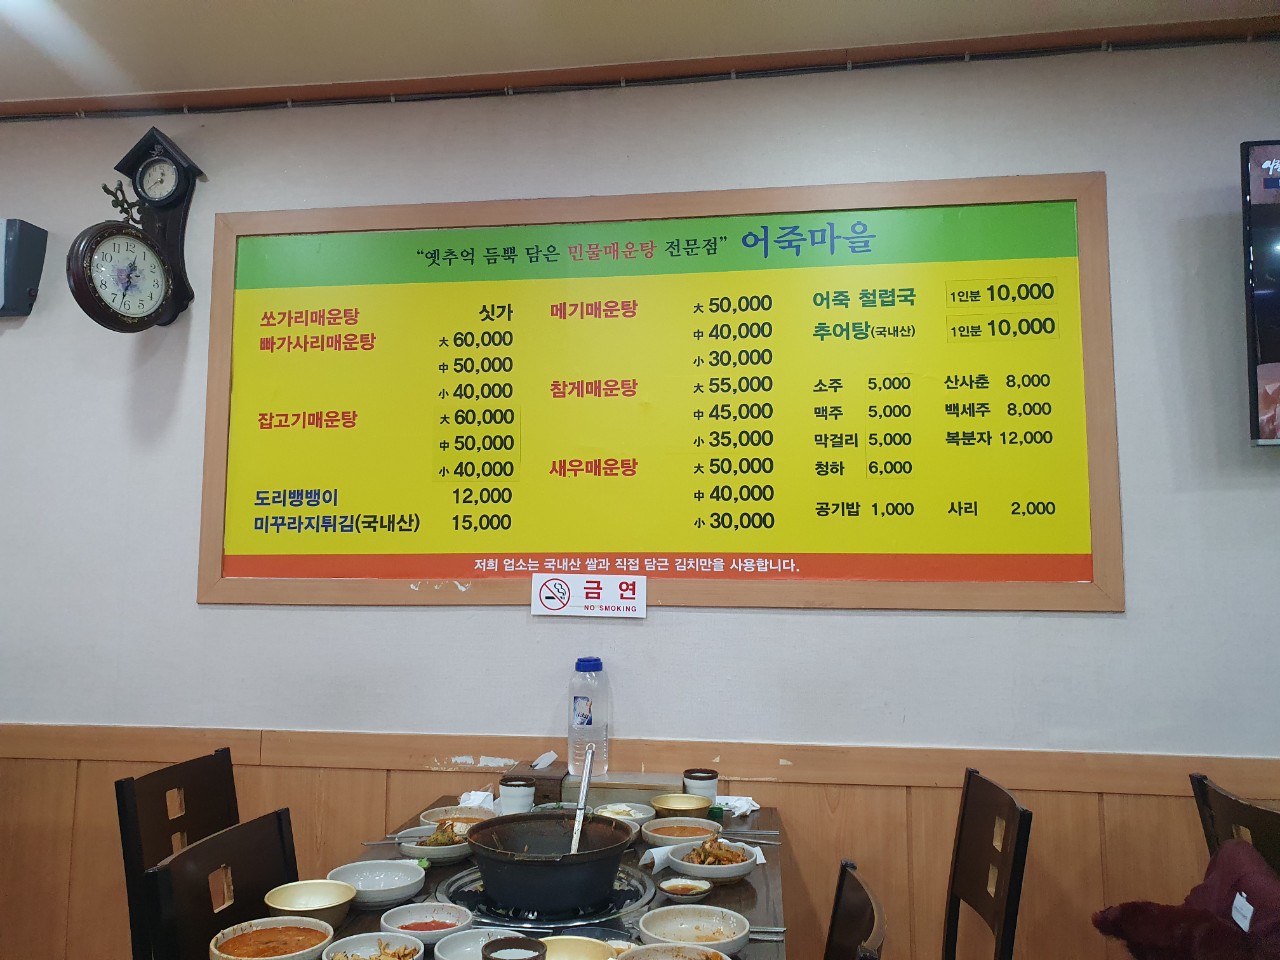 "옛추억 듬뿍 담은 민물매운탕 전문점" 어죽마을
쏘가리매운탕 싯가
빠가사리매운탕 大 60,000
中 50,000
小 40,000
잡고기매운탕 大 60,000
中 50,000
小 40,000
도리뱅뱅이 12,000
미꾸라지튀김(국내산) 15,000
메기매운탕 大 50,000
中 40,000
小 30,000
참게매운탕 大 55,000
中 45,000
小 35,000
새우매운탕 大 50,000
中 40,000
小 30,000
어죽 철렵국 1인분 10,000
추어탕(국내산) 1인분 10,000
소주 5,000 산사춘 8,000
맥주 5,000 백세주 8,000
막걸리 5,000 복분자 12,000
청하 6,000
공기밥 1,000 사리 2,000
저희 업소는 국내산 쌀과 직접 담근 김치만을 사용합니다.
금연
NO SMOKING